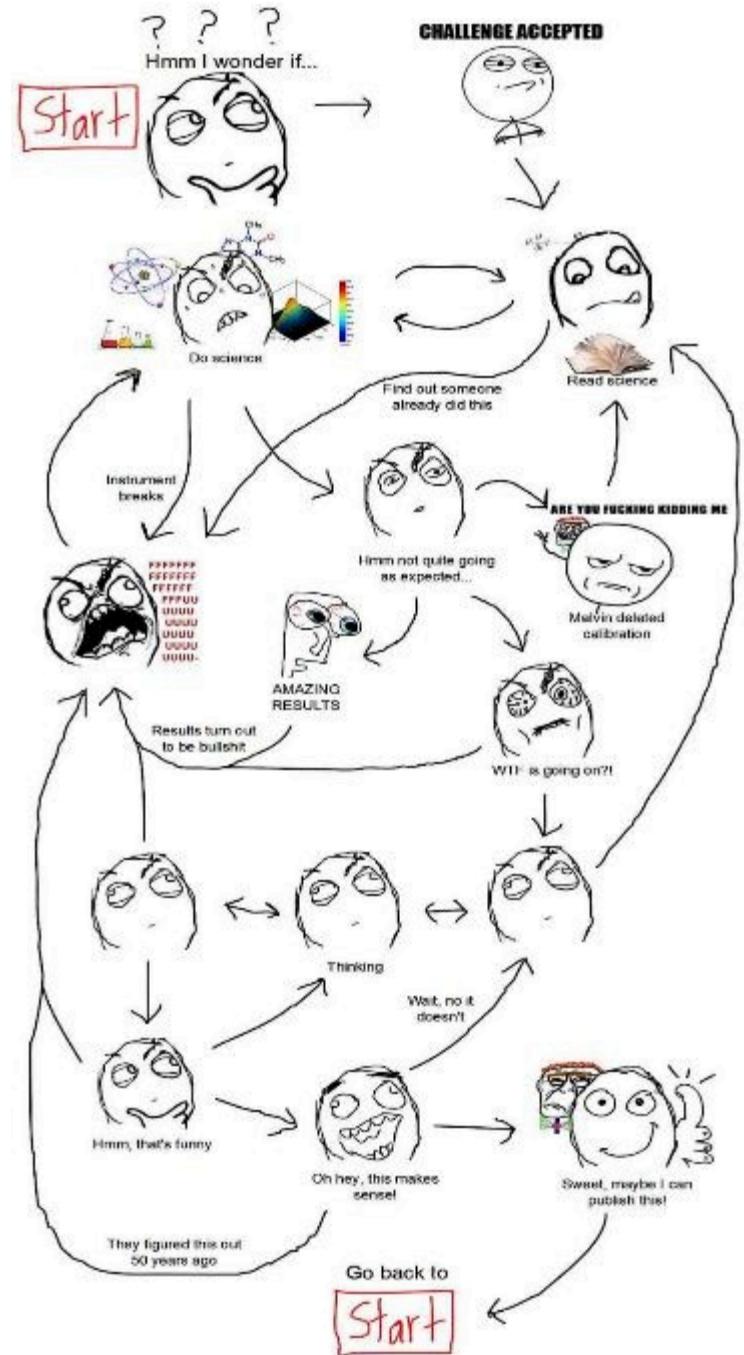 ? ? ?
Hmm I wonder if...
CHALLENGE ACCEPTED
Start
Do science
Read science
Find out someone
already did this
Instrument
breaks
ARE YOU FUCKING KIDDING ME
Hmm not quite going
as expected...
Melvin deleted
calibration
FFFFFFF
FFFFFFF
FFFFFF
FFFUU
UUUU
UUUU
UUUU
UUUU
UUUU-
AMAZING
RESULTS
Results turn out
to be bullshit
WTF is going on?!
Thinking
Wait, no it
doesn't
Hmm, that's funny
Oh hey, this makes
sense!
Sweet, maybe I can
publish this!
They figured this out
50 years ago
Go back to
Start